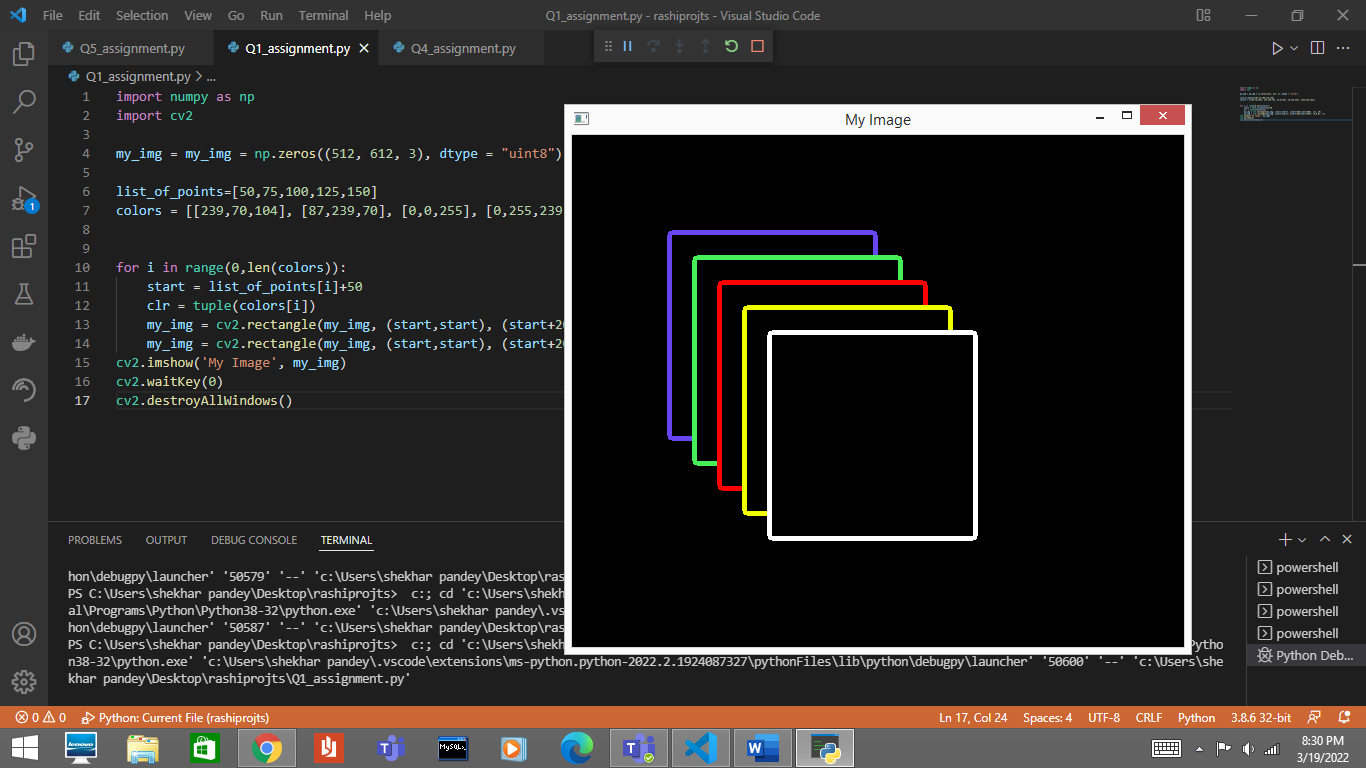 File Edit Selection View Go Run Terminal Help Q1_assignment.py - rashiprojts - Visual Studio Code
Q5_assignment.py Q1_assignment.py Q4_assignment.py
Q1_assignment.py > ...
1 import numpy as np
2 import cv2
3
4 my_img = my_img = np.zeros((512, 612, 3), dtype = "uint8")
5
6 list_of_points=[50,75,100,125,150]
7 colors = [[239,70,104], [87,239,70], [0,0,255], [0,255,239
8
9
10 for i in range(0,len(colors)):
11 start = list_of_points[i]+50
12 clr = tuple(colors[i])
13 my_img = cv2.rectangle(my_img, (start,start), (start+20
14 my_img = cv2.rectangle(my_img, (start,start), (start+20
15 cv2.imshow('My Image', my_img)
16 cv2.waitKey(0)
17 cv2.destroyAllWindows()
My Image
1
PROBLEMS OUTPUT DEBUG CONSOLE TERMINAL
hon\debugpy\launcher' '50579' '--' 'c:\Users\shekhar pandey\Desktop\rash
PS C:\Users\shekhar pandey\Desktop\rashiprojts> c:; cd 'c:\Users\shekh
al\Programs\Python\Python38-32\python.exe' 'c:\Users\shekhar pandey\.vs
hon\debugpy\launcher' '50587' '--' 'c:\Users\shekhar pandey\Desktop\ras
PS C:\Users\shekhar pandey\Desktop\rashiprojts> c:; cd 'c:\Users\shekh Pytho
n38-32\python.exe' 'c:\Users\shekhar pandey\.vscode\extensions\ms-python.python-2022.2.1924087327\pythonFiles\lib\python\debugpy\launcher' '50600' '--' 'c:\Users\she
khar pandey\Desktop\rashiprojts\Q1_assignment.py'
powershell
powershell
powershell
powershell
Python Deb...
0 0 Python: Current File (rashiprojts) Ln 17, Col 24 Spaces: 4 UTF-8 CRLF Python 3.8.6 32-bit
lenovo
MySQL
8:30 PM
3/19/2022